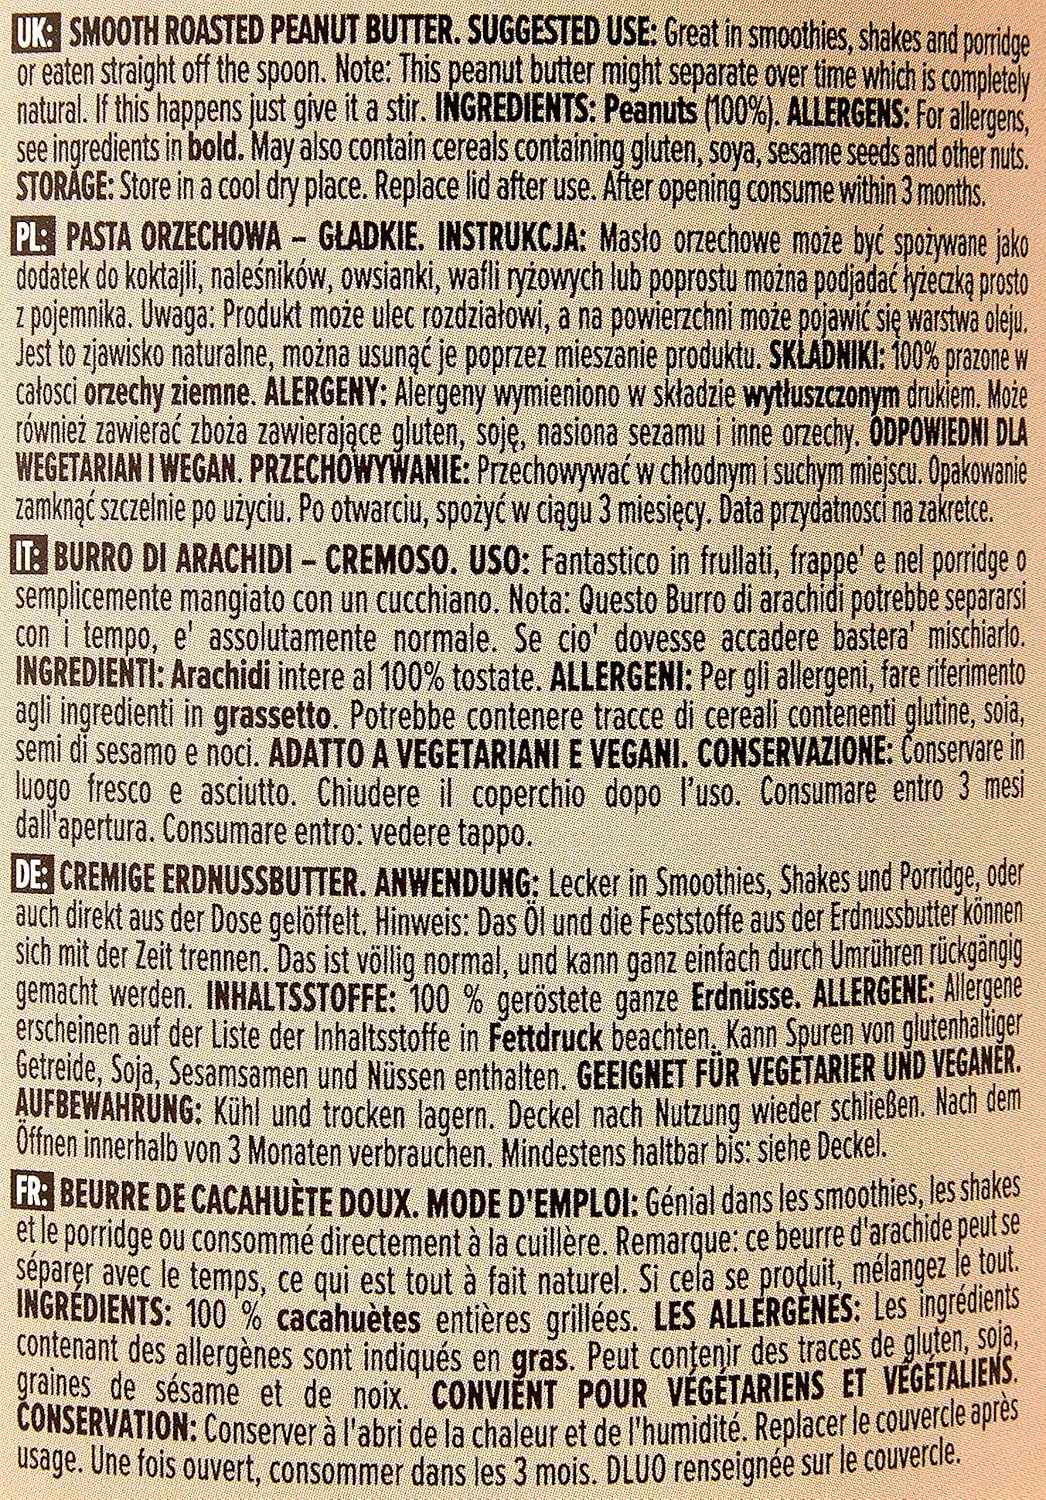 UK: SMOOTH ROASTED PEANUT BUTTER. SUGGESTED USE: Great in smoothies, shakes and porridge
or eaten straight off the spoon. Note: This peanut butter might separate over time which is completely
natural. If this happens just give it a stir. INGREDIENTS: Peanuts (100%). ALLERGENS: For allergens,
see ingredients in bold. May also contain cereals containing gluten, soya, sesame seeds and other nuts.
STORAGE: Store in a cool dry place. Replace lid after use. After opening consume within 3 months.
PL: PASTA ORZECHOWA – GŁADKIE. INSTRUKCJA: Masło orzechowe może być spożywane jako
dodatek do koktajli, naleśników, owsianki, wafli ryżowych lub poprostu można podjadać łyżeczką prosto
z pojemnika. Uwaga: Produkt może ulec rozdziałowi, a na powierzchni może pojawić się warstwa oleju.
Jest to zjawisko naturalne, można usunąć je poprzez mieszanie produktu. SKŁADNIKI: 100% prazone w
całosci orzechy ziemne. ALERGENY: Alergeny wymieniono w składzie wytłuszczonym drukiem. Może
również zawierać zboża zawierające gluten, soję, nasiona sezamu i inne orzechy. ODPOWIEDNI DLA
WEGETARIAN I WEGAN. PRZECHOWYWANIE: Przechowywać w chłodnym i suchym miejscu. Opakowanie
zamknąć szczelnie po użyciu. Po otwarciu, spożyć w ciągu 3 miesięcy. Data przydatnosci na zakretce.
IT: BURRO DI ARACHIDI – CREMOSO. USO: Fantastico in frullati, frappe' e nel porridge o
semplicemente mangiato con un cucchiano. Nota: Questo Burro di arachidi potrebbe separarsi
con i tempo, e' assolutamente normale. Se cio' dovesse accadere bastera' mischiarlo.
INGREDIENTI: Arachidi intere al 100% tostate. ALLERGENI: Per gli allergeni, fare riferimento
agli ingredienti in grassetto. Potrebbe contenere tracce di cereali contenenti glutine, soia,
semi di sesamo e noci. ADATTO A VEGETARIANI E VEGANI. CONSERVAZIONE: Conservare in
luogo fresco e asciutto. Chiudere il coperchio dopo l'uso. Consumare entro 3 mesi
dall'apertura. Consumare entro: vedere tappo.
DE: CREMIGE ERDNUSSBUTTER. ANWENDUNG: Lecker in Smoothies, Shakes und Porridge, oder
auch direkt aus der Dose gelöffelt. Hinweis: Das Öl und die Feststoffe aus der Erdnussbutter können
sich mit der Zeit trennen. Das ist völlig normal, und kann ganz einfach durch Umrühren rückgängig
gemacht werden. INHALTSSTOFFE: 100 % geröstete ganze Erdnüsse. ALLERGENE: Allergene
erscheinen auf der Liste der Inhaltsstoffe in Fettdruck beachten. Kann Spuren von glutenhaltiger
Getreide, Soja, Sesamsamen und Nüssen enthalten. GEEIGNET FÜR VEGETARIER UND VEGANER.
AUFBEWAHRUNG: Kühl und trocken lagern. Deckel nach Nutzung wieder schließen. Nach dem
Öffnen innerhalb von 3 Monaten verbrauchen. Mindestens haltbar bis: siehe Deckel.
FR: BEURRE DE CACAHUÈTE DOUX. MODE D'EMPLOI: Génial dans les smoothies, les shakes
et le porridge ou consommé directement à la cuillère. Remarque: ce beurre d'arachide peut se
séparer avec le temps, ce qui est tout à fait naturel. Si cela se produit, mélangez le tout.
INGRÉDIENTS: 100 % cacahuètes entières grillées. LES ALLERGÈNES: Les ingrédients
contenant des allergènes sont indiqués en gras. Peut contenir des traces de gluten, soja,
graines de sésame et de noix. CONVIENT POUR VÉGÉTARIENS ET VÉGÉTALIENS.
CONSERVATION: Conserver à l'abri de la chaleur et de l'humidité. Replacer le couvercle après
usage. Une fois ouvert, consommer dans les 3 mois. DLUO renseignée sur le couvercle.